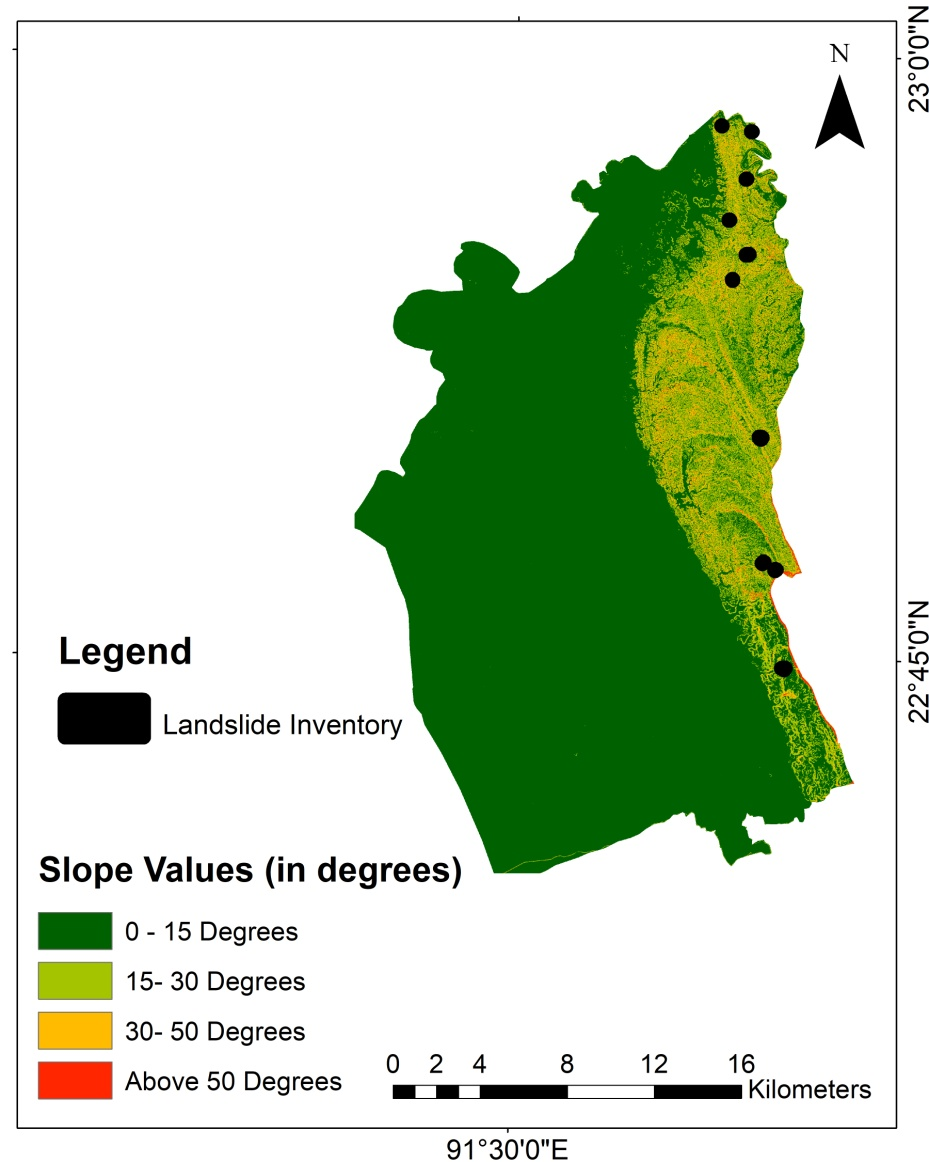 23°0'0"N
N
22°45'0"N
Legend
Landslide Inventory
Slope Values (in degrees)
0 - 15 Degrees
15- 30 Degrees
30- 50 Degrees
Above 50 Degrees
0 2 4 8 12 16
Kilometers
91°30'0"E